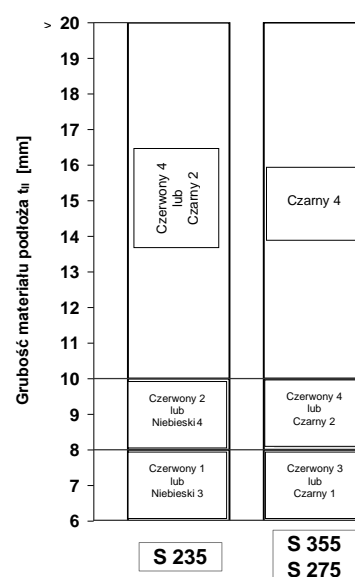 > 20
19
18
17
16
15
14
13
12
11
10
9
8
7
6
Grubość materiału podłoża tII [mm]
Czerwony 4
lub
Czarny 2
Czarny 4
Czerwony 2
lub
Niebieski 4
Czerwony 4
lub
Czarny 2
Czerwony 1
lub
Niebieski 3
Czerwony 3
lub
Czarny 1
S 235
S 355
S 275